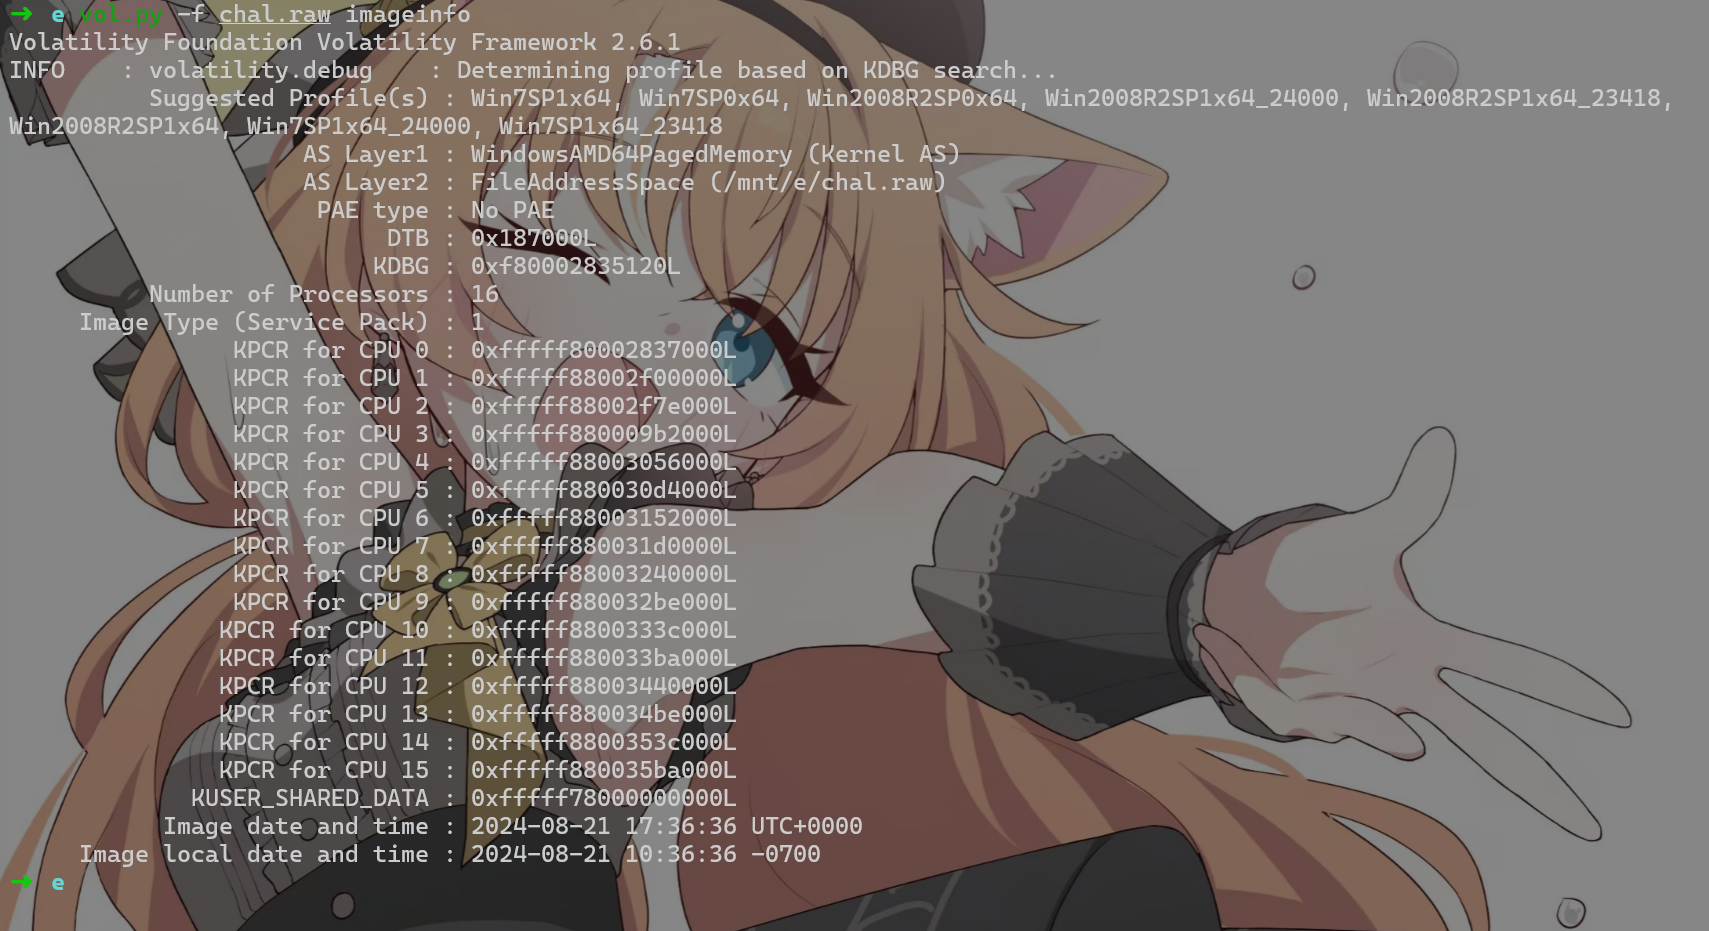 ➜ e vol.py -f chal.raw imageinfo
Volatility Foundation Volatility Framework 2.6.1
INFO    : volatility.debug    : Determining profile based on KDBG search...
          Suggested Profile(s) : Win7SP1x64, Win7SP0x64, Win2008R2SP0x64, Win2008R2SP1x64_24000, Win2008R2SP1x64_23418,
Win2008R2SP1x64, Win7SP1x64_24000, Win7SP1x64_23418
                     AS Layer1 : WindowsAMD64PagedMemory (Kernel AS)
                     AS Layer2 : FileAddressSpace (/mnt/e/chal.raw)
                      PAE type : No PAE
                           DTB : 0x187000L
                          KDBG : 0xf80002835120L
          Number of Processors : 16
     Image Type (Service Pack) : 1
                KPCR for CPU 0 : 0xfffff80002837000L
                KPCR for CPU 1 : 0xfffff88002f00000L
                KPCR for CPU 2 : 0xfffff88002f7e000L
                KPCR for CPU 3 : 0xfffff880009b2000L
                KPCR for CPU 4 : 0xfffff88003056000L
                KPCR for CPU 5 : 0xfffff880030d4000L
                KPCR for CPU 6 : 0xfffff88003152000L
                KPCR for CPU 7 : 0xfffff880031d0000L
                KPCR for CPU 8 : 0xfffff88003240000L
                KPCR for CPU 9 : 0xfffff880032be000L
               KPCR for CPU 10 : 0xfffff8800333c000L
               KPCR for CPU 11 : 0xfffff880033ba000L
               KPCR for CPU 12 : 0xfffff88003440000L
               KPCR for CPU 13 : 0xfffff880034be000L
               KPCR for CPU 14 : 0xfffff8800353c000L
               KPCR for CPU 15 : 0xfffff880035ba000L
             KUSER_SHARED_DATA : 0xfffff78000000000L
           Image date and time : 2024-08-21 17:36:36 UTC+0000
     Image local date and time : 2024-08-21 10:36:36 -0700
➜ e